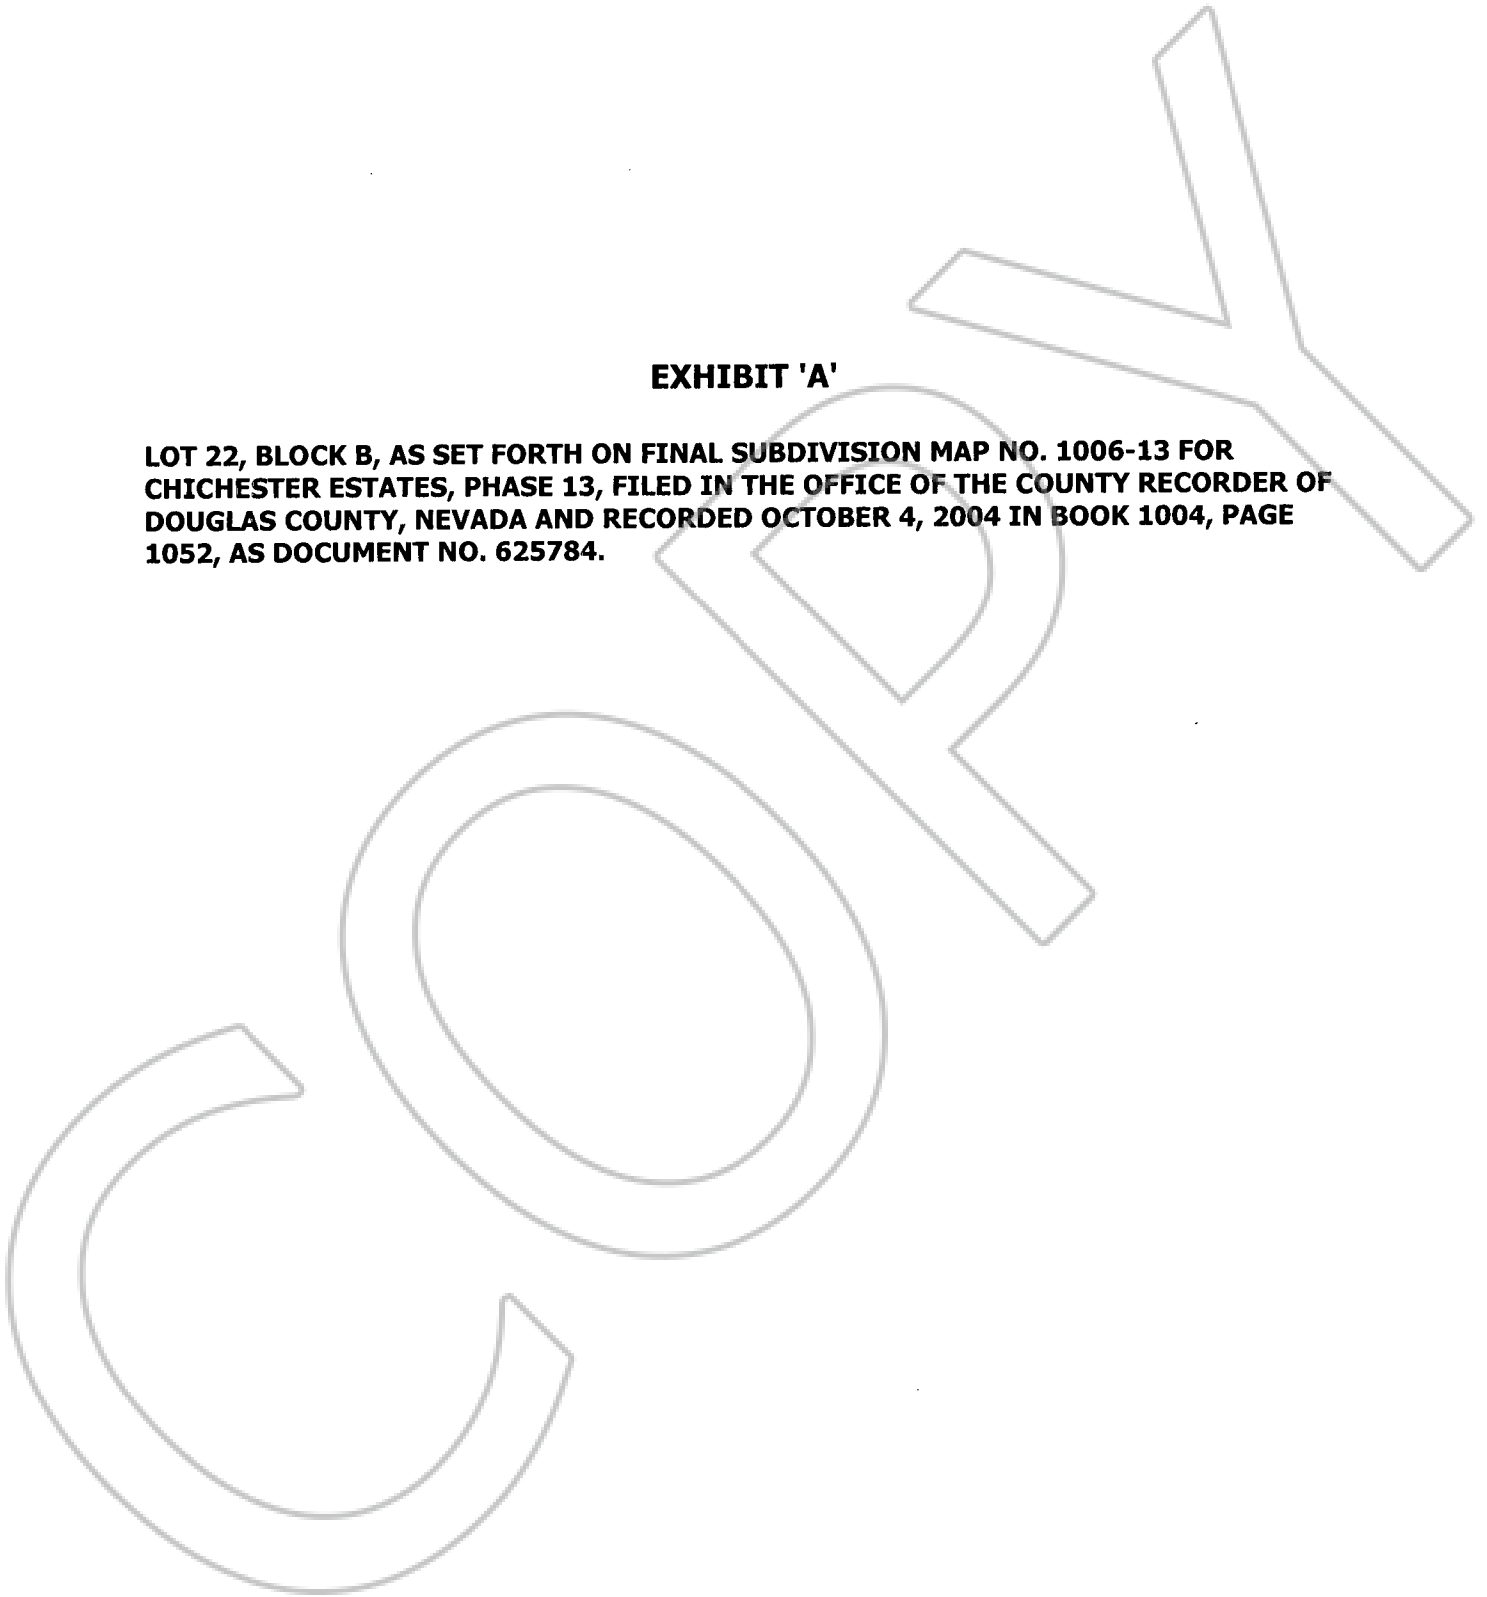 EXHIBIT 'A'
LOT 22, BLOCK B, AS SET FORTH ON FINAL SUBDIVISION MAP NO. 1006-13 FOR
CHICHESTER ESTATES, PHASE 13, FILED IN THE OFFICE OF THE COUNTY RECORDER OF
DOUGLAS COUNTY, NEVADA AND RECORDED OCTOBER 4, 2004 IN BOOK 1004, PAGE
1052, AS DOCUMENT NO. 625784.
COPY